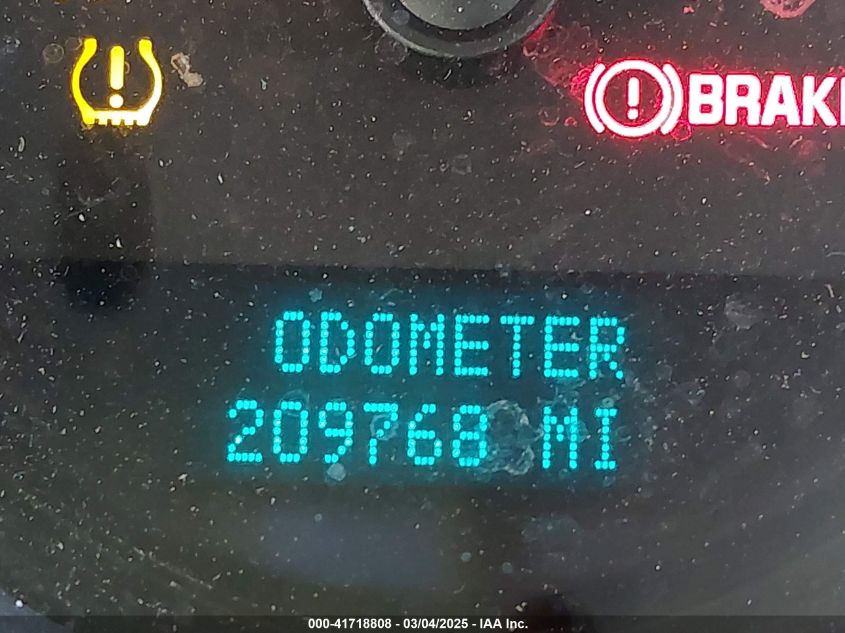 BRAKE
ODOMETER
209768 MI
000-41718808 - 03/04/2025 - IAA Inc.